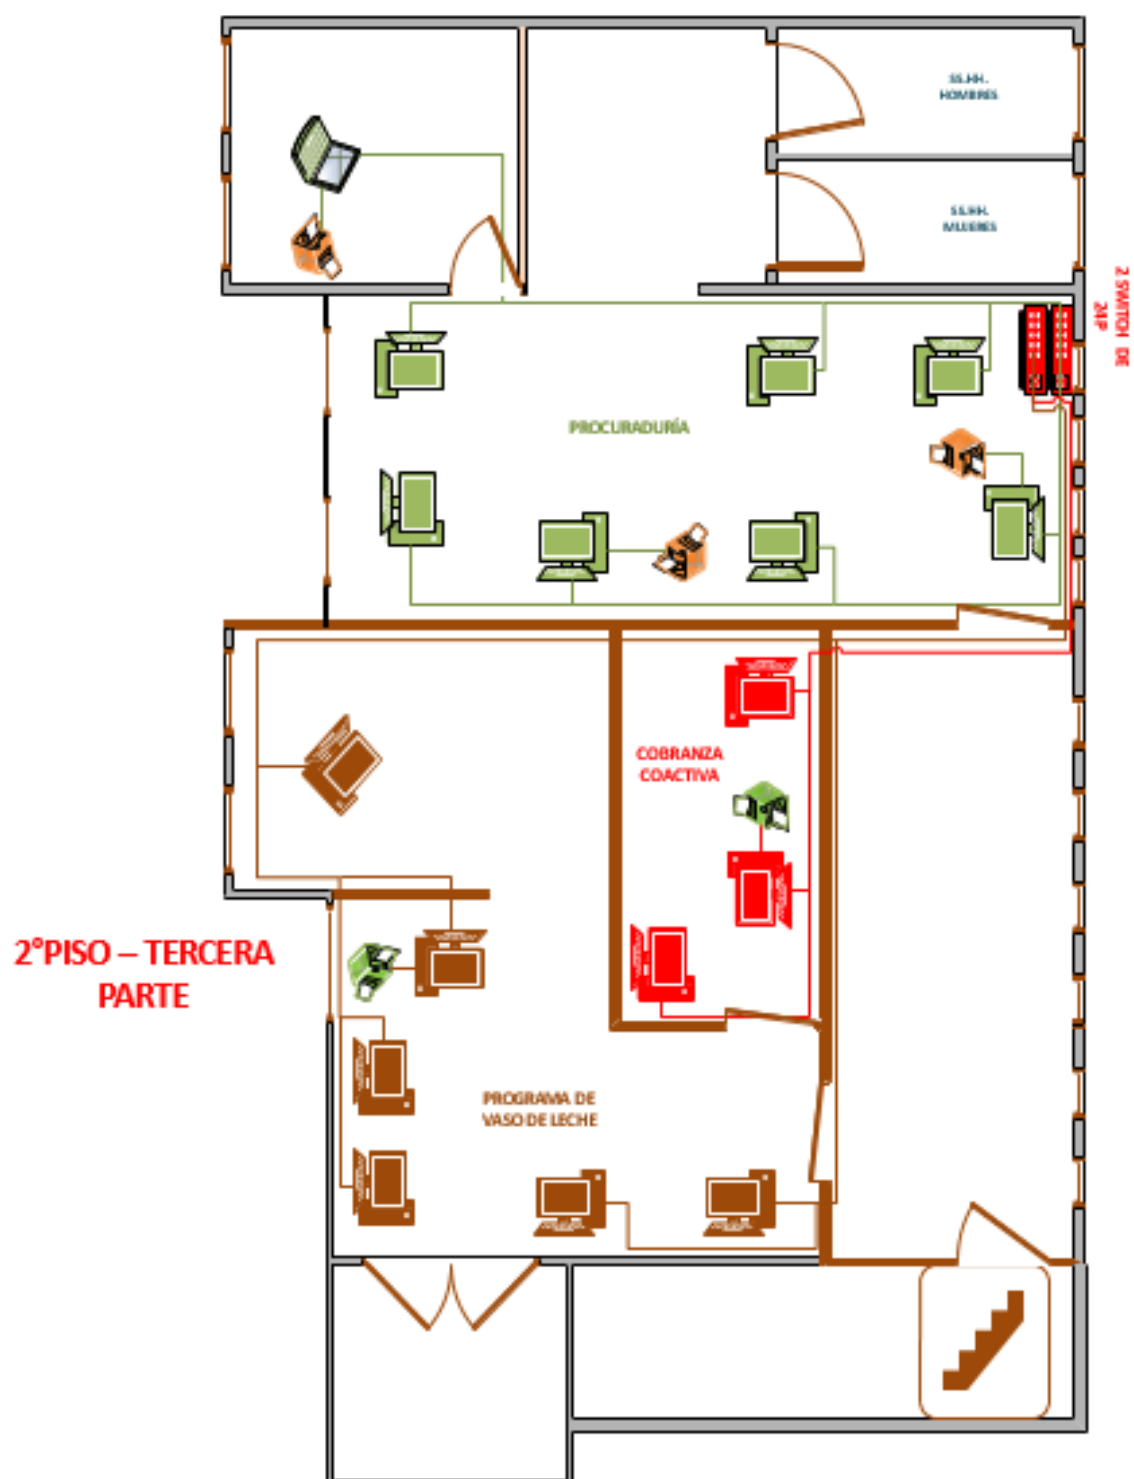 SS.HH.
HOMBRES
SS.HH.
MUJERES
2 SWITCH DE
24P
PROCURADURÍA
COBRANZA
COACTIVA
2°PISO – TERCERA
PARTE
PROGRAMA DE
VASO DE LECHE